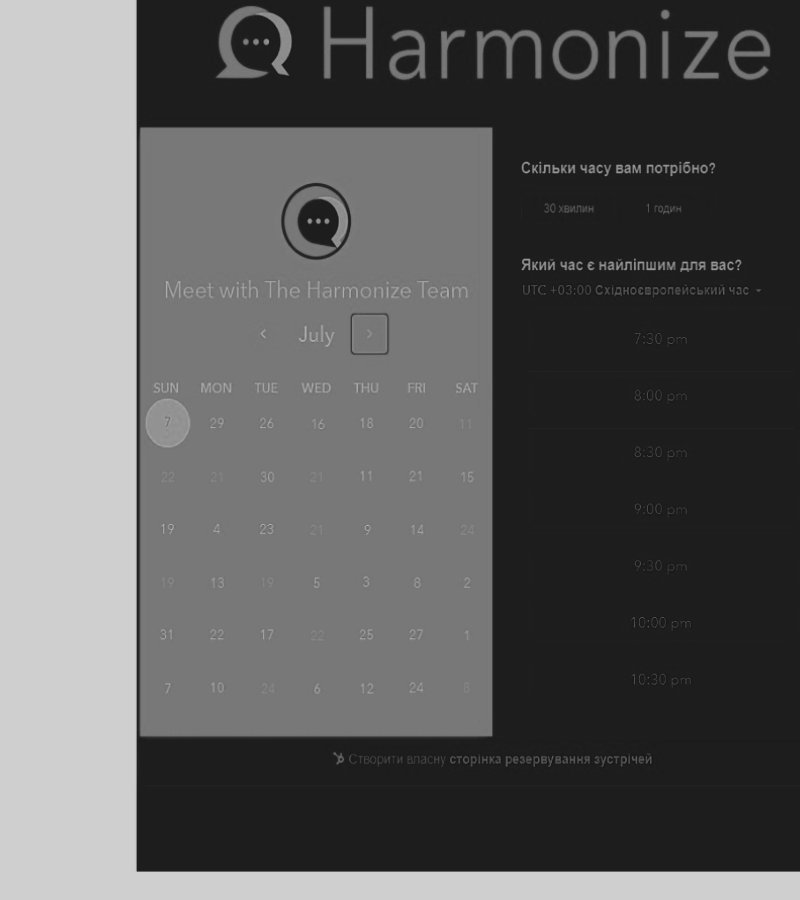 Harmonize
Meet with The Harmonize Team
July
SUN MON TUE WED THU FRI SAT
7 29 26 16 18 20 11
22 21 30 21 11 21 15
19 4 23 21 9 14 24
19 13 19 5 3 8 2
31 22 17 22 25 27 1
7 10 24 6 12 24 8
Скільки часу вам потрібно?
30 хвилин 1 годин
Який час є найліпшим для вас?
UTC +03:00 Східноєвропейський час
7:30 pm
8:00 pm
8:30 pm
9:00 pm
9:30 pm
10:00 pm
10:30 pm
Створити власну сторінка резервування зустрічей